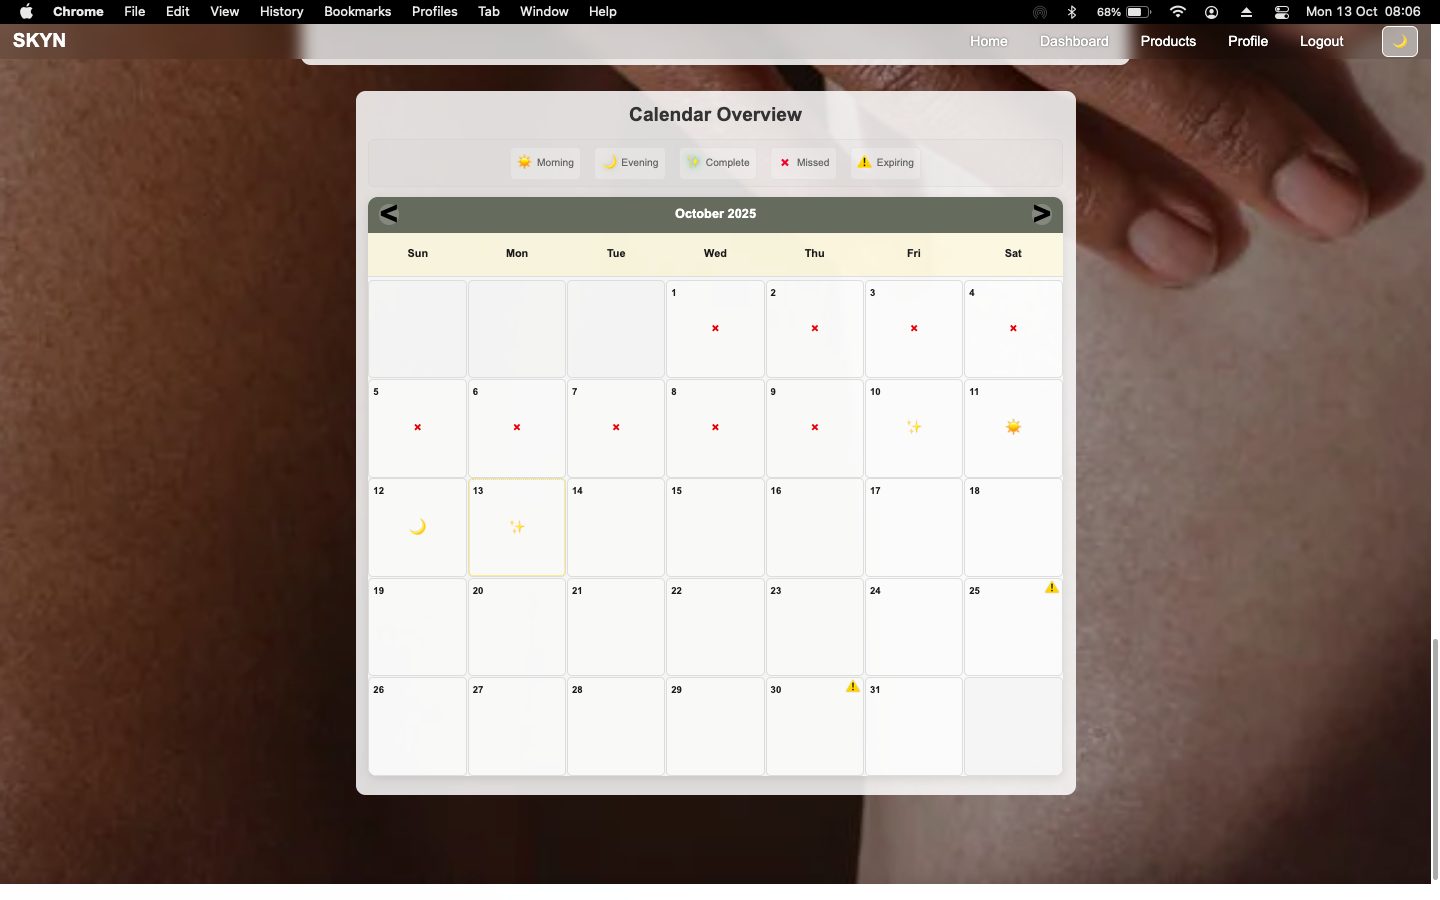 Chrome File Edit View History Bookmarks Profiles Tab Window Help 68% Mon 13 Oct 08:06
SKYN Home Dashboard Products Profile Logout
Calendar Overview
Morning Evening Complete Missed Expiring
< October 2025 >
Sun Mon Tue Wed Thu Fri Sat
1 2 3 4
5 6 7 8 9 10 11
12 13 14 15 16 17 18
19 20 21 22 23 24 25
26 27 28 29 30 31